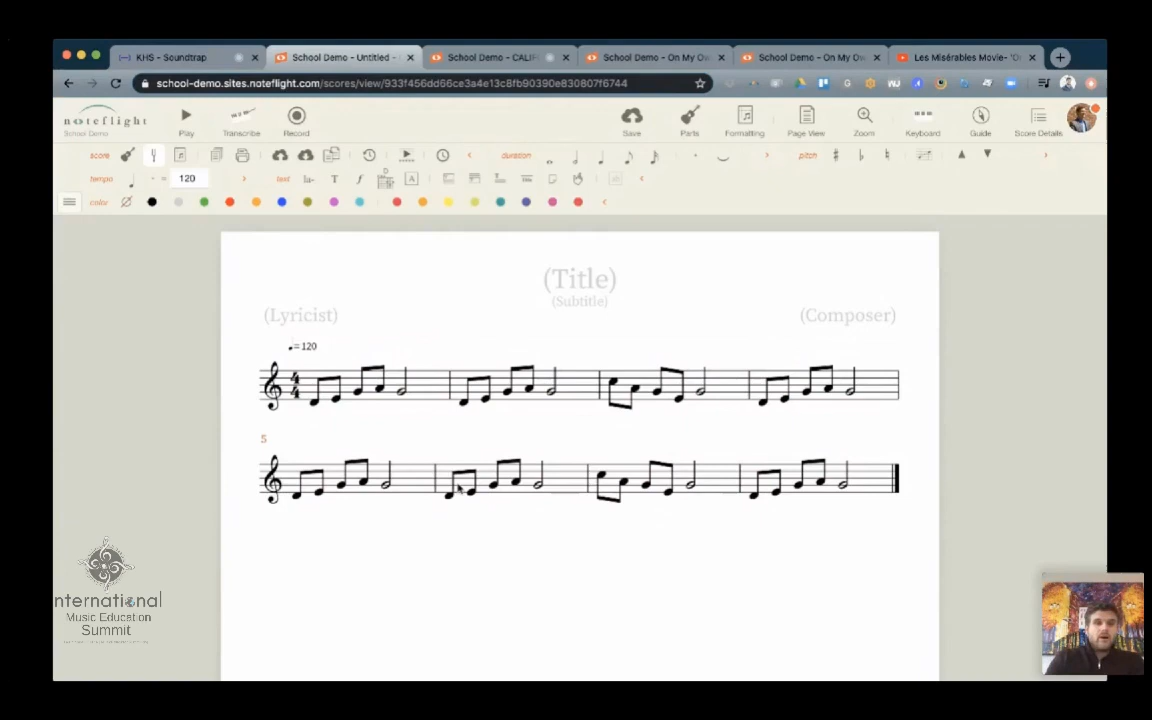 KHS - Soundtrap
School Demo - Untitled -
School Demo - CALIF
School Demo - On My Ow
School Demo - On My Ow
Les Misérables Movie- 'O
school-demo.sites.noteflight.com/scores/view/933f456dd66ce3a4e13c8fb90390e0807f6744
noteflight
School Demo
Play
Transcribe
Record
Save
Parts
Formatting
Page View
Zoom
Keyboard
Guide
Score Details
score
duration
pitch
tempo
= 120
text
la-
T
f
A
color
(Title)
(Subtitle)
(Lyricist)
(Composer)
= 120
5
nternational
Music Education
Summit